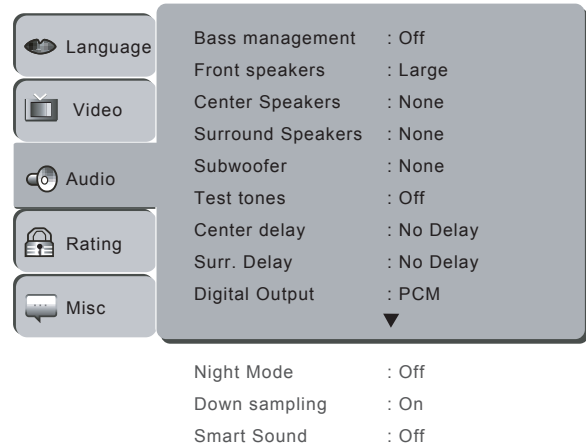 Language
Video
Audio
Rating
Misc
Bass management : Off
Front speakers : Large
Center Speakers : None
Surround Speakers : None
Subwoofer : None
Test tones : Off
Center delay : No Delay
Surr. Delay : No Delay
Digital Output : PCM
Night Mode : Off
Down sampling : On
Smart Sound : Off